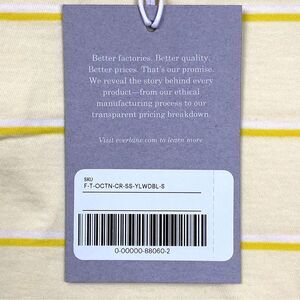 Better factories. Better quality.
Better prices. That's our promise.
We reveal the story behind every
product—from our ethical
manufacturing process to our
transparent pricing breakdown.
Visit everlane.com to learn more
SKU
F-T-OCTN-CR-SS-YLWDBL-S
0-00000-88060-2